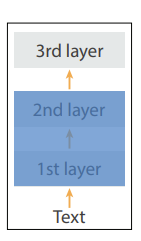 3rd layer
2nd layer
1st layer
Text